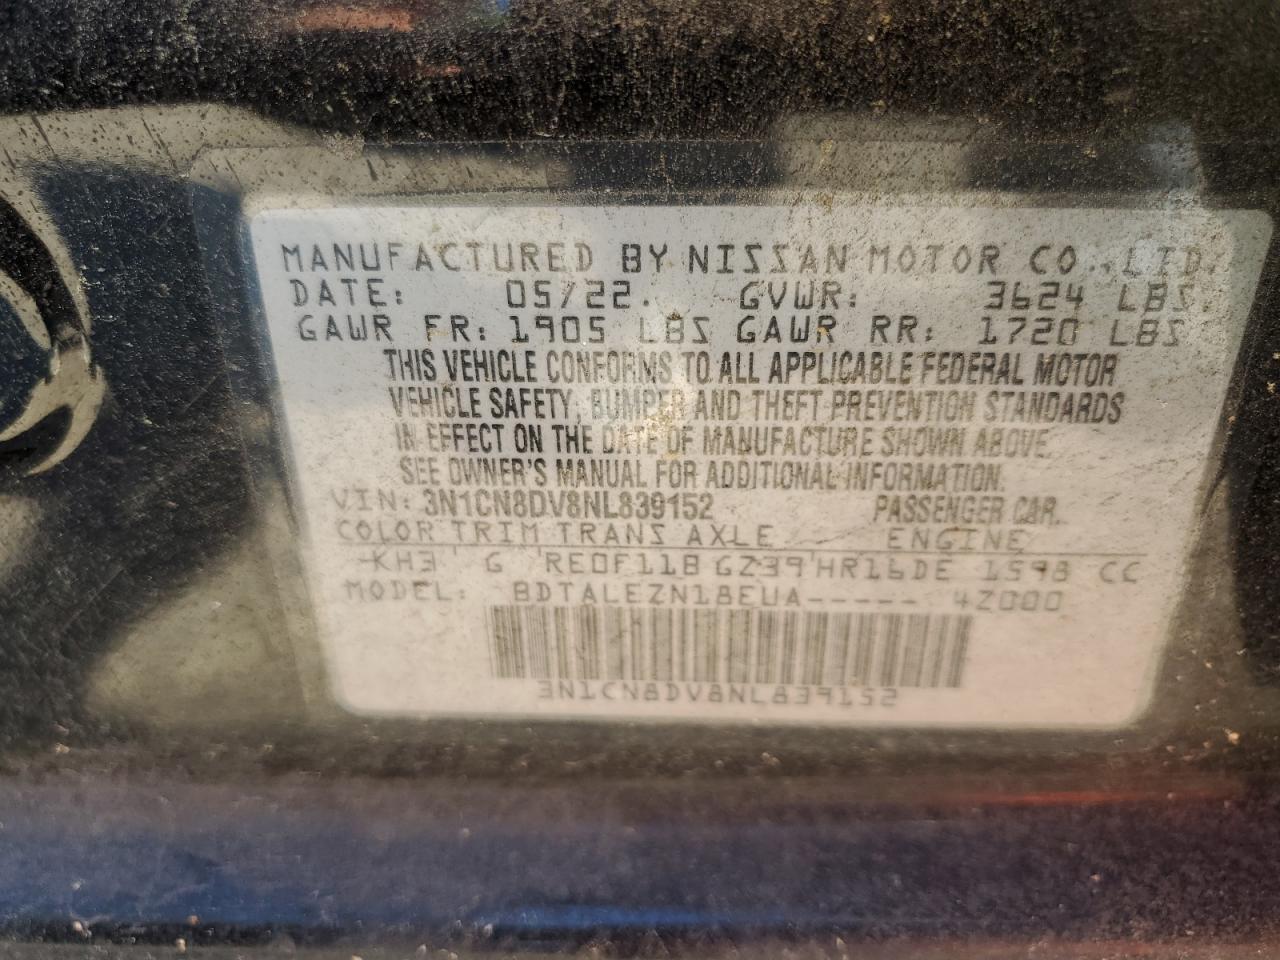 MANUFACTURED BY NISSAN MOTOR CO., LTD.
DATE: 05/22. GVWR: 3624 LBS.
GAWR FR: 1905 LBS GAWR RR: 1720 LBS
THIS VEHICLE CONFORMS TO ALL APPLICABLE FEDERAL MOTOR
VEHICLE SAFETY, BUMPER AND THEFT PREVENTION STANDARDS
IN EFFECT ON THE DATE OF MANUFACTURE SHOWN ABOVE.
SEE OWNER'S MANUAL FOR ADDITIONAL INFORMATION.
VIN: 3N1CN8DV8NL839152 PASSENGER CAR.
COLOR TRIM TRANS AXLE ENGINE
KH3 G RE0F11B GZ39 HR16DE 1598 CC
MODEL: BDTALEZN18EUA----- 4Z000
3N1CN8DV8NL839152